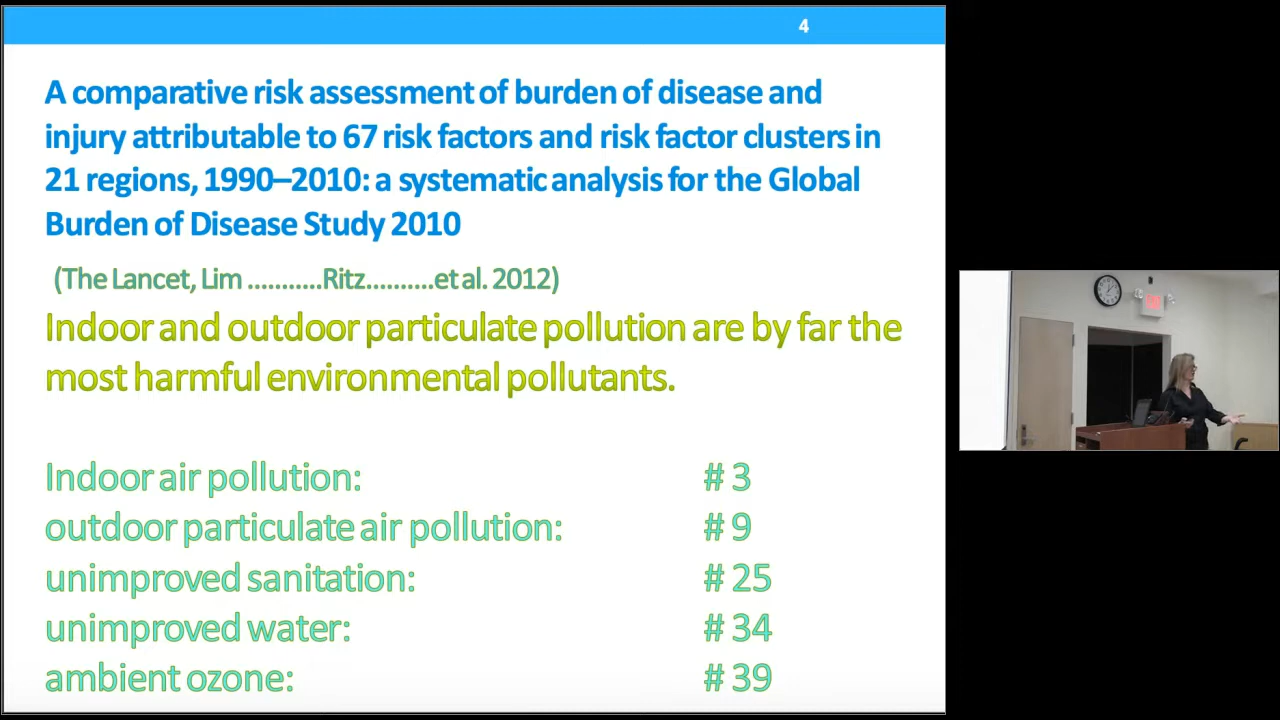 4
A comparative risk assessment of burden of disease and
injury attributable to 67 risk factors and risk factor clusters in
21 regions, 1990–2010: a systematic analysis for the Global
Burden of Disease Study 2010
(The Lancet, Lim ...........Ritz..........et al. 2012)
Indoor and outdoor particulate pollution are by far the
most harmful environmental pollutants.
Indoor air pollution: # 3
outdoor particulate air pollution: # 9
unimproved sanitation: # 25
unimproved water: # 34
ambient ozone: # 39